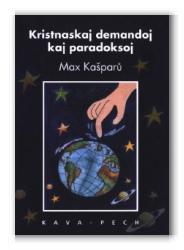 Kristnaskaj demandoj
kaj paradoksoj
Max Kašparů
KAVA - PECH